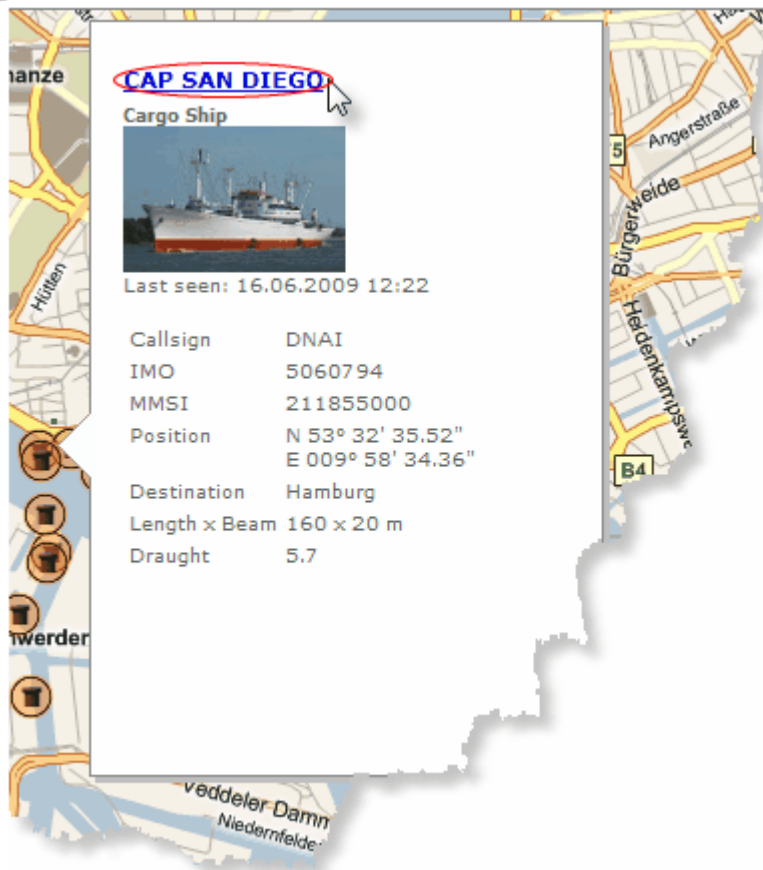 CAP SAN DIEGO
Cargo Ship
Last seen: 16.06.2009 12:22
Callsign DNAI
IMO 5060794
MMSI 211855000
Position N 53º 32' 35.52"
E 009º 58' 34.36"
Destination Hamburg
Length x Beam 160 x 20 m
Draught 5.7
Hütten
Angerstraße
5
Bürgerweide
Heidenkampsw
B4
Veddeler Damm
Niedernfelde